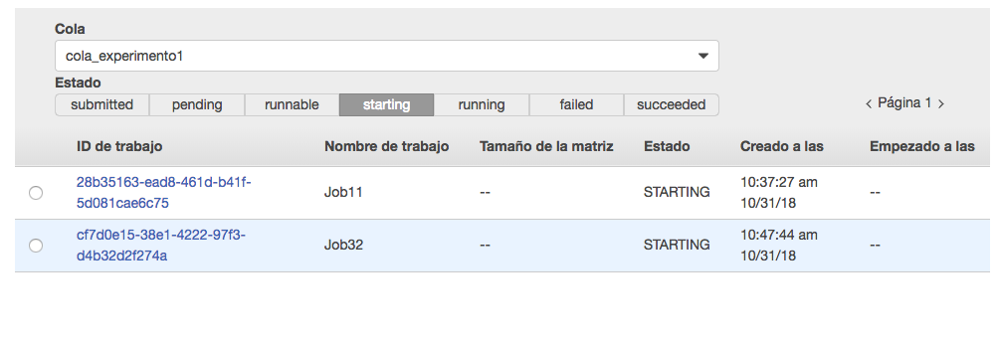 Cola
cola_experimento1
Estado
submitted pending runnable starting running failed succeeded
< Página 1 >
ID de trabajo Nombre de trabajo Tamaño de la matriz Estado Creado a las Empezado a las
28b35163-ead8-461d-b41f- Job11 -- STARTING 10:37:27 am --
5d081cae6c75 10/31/18
cf7d0e15-38e1-4222-97f3- Job32 -- STARTING 10:47:44 am --
d4b32d2f274a 10/31/18